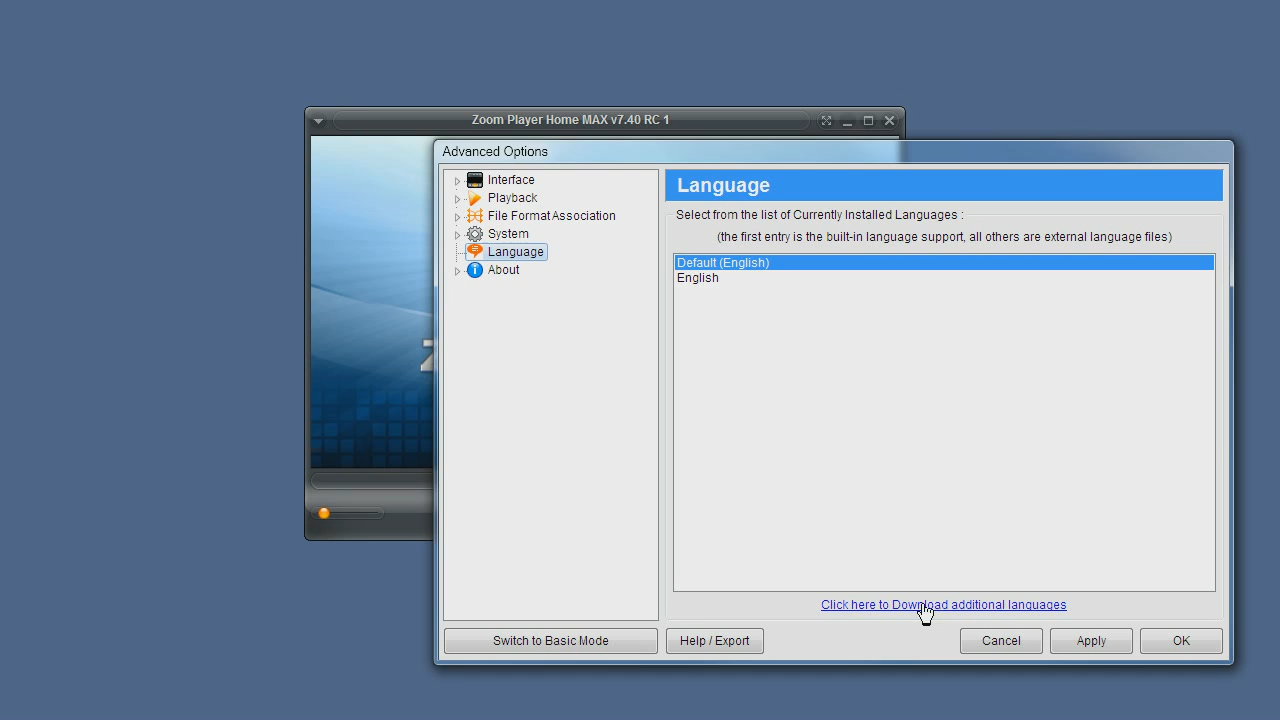 Zoom Player Home MAX v7.40 RC 1
Advanced Options
Interface
Playback
File Format Association
System
Language
About
Language
Select from the list of Currently Installed Languages :
(the first entry is the built-in language support, all others are external language files)
Default (English)
English
Click here to Download additional languages
Switch to Basic Mode
Help / Export
Cancel
Apply
OK